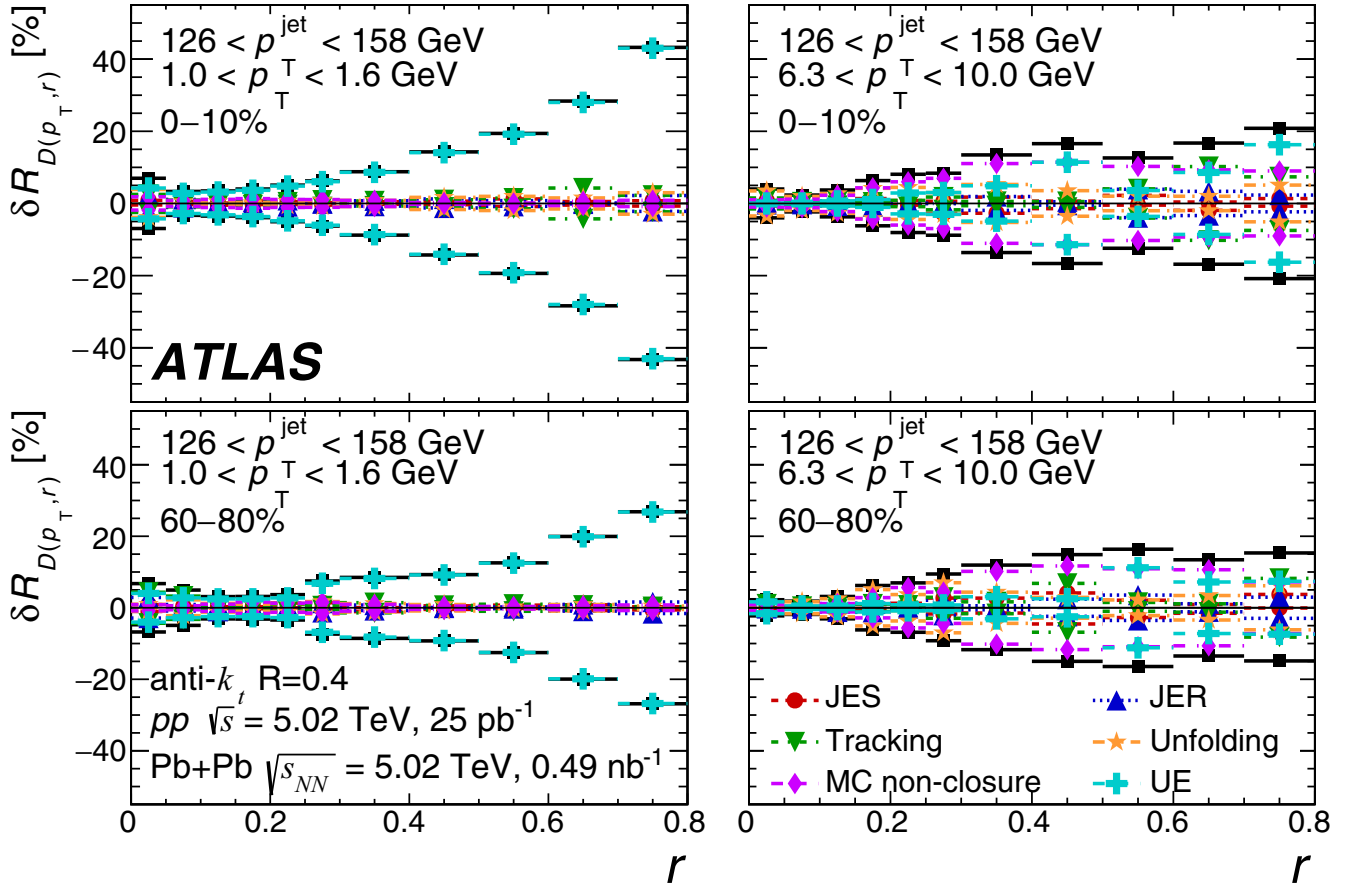 δR_D(p_T,r) [%]
126 < p_T^jet < 158 GeV
1.0 < p_T < 1.6 GeV
0−10%
ATLAS
40
20
0
−20
−40
126 < p_T^jet < 158 GeV
6.3 < p_T < 10.0 GeV
0−10%
δR_D(p_T,r) [%]
126 < p_T^jet < 158 GeV
1.0 < p_T < 1.6 GeV
60−80%
anti-k_t R=0.4
pp √s = 5.02 TeV, 25 pb^-1
Pb+Pb √s_NN = 5.02 TeV, 0.49 nb^-1
40
20
0
−20
−40
0 0.2 0.4 0.6 0.8
r
126 < p_T^jet < 158 GeV
6.3 < p_T < 10.0 GeV
60−80%
JES JER
Tracking Unfolding
MC non-closure UE
0 0.2 0.4 0.6 0.8
r